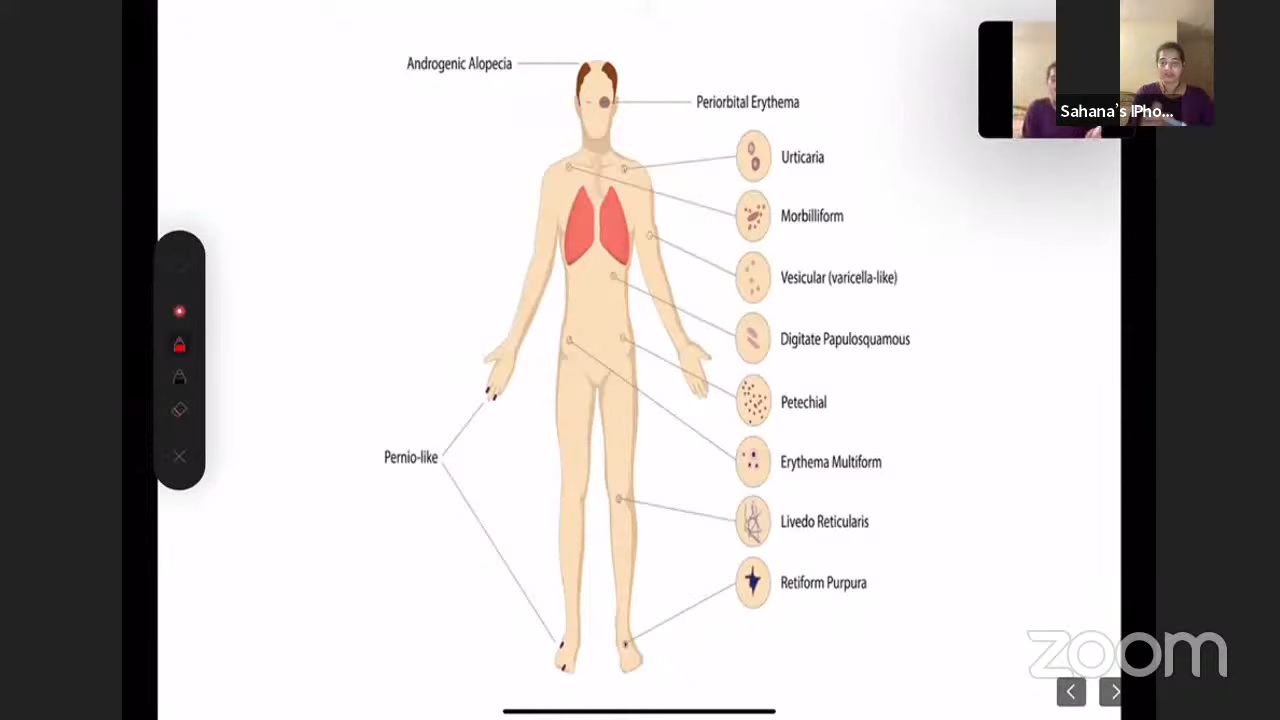 Androgenic Alopecia
Periorbital Erythema
Sahana's IPho...
Urticaria
Morbilliform
Vesicular (varicella-like)
Digitate Papulosquamous
Petechial
Pernio-like
Erythema Multiform
Livedo Reticularis
Retiform Purpura
zoom